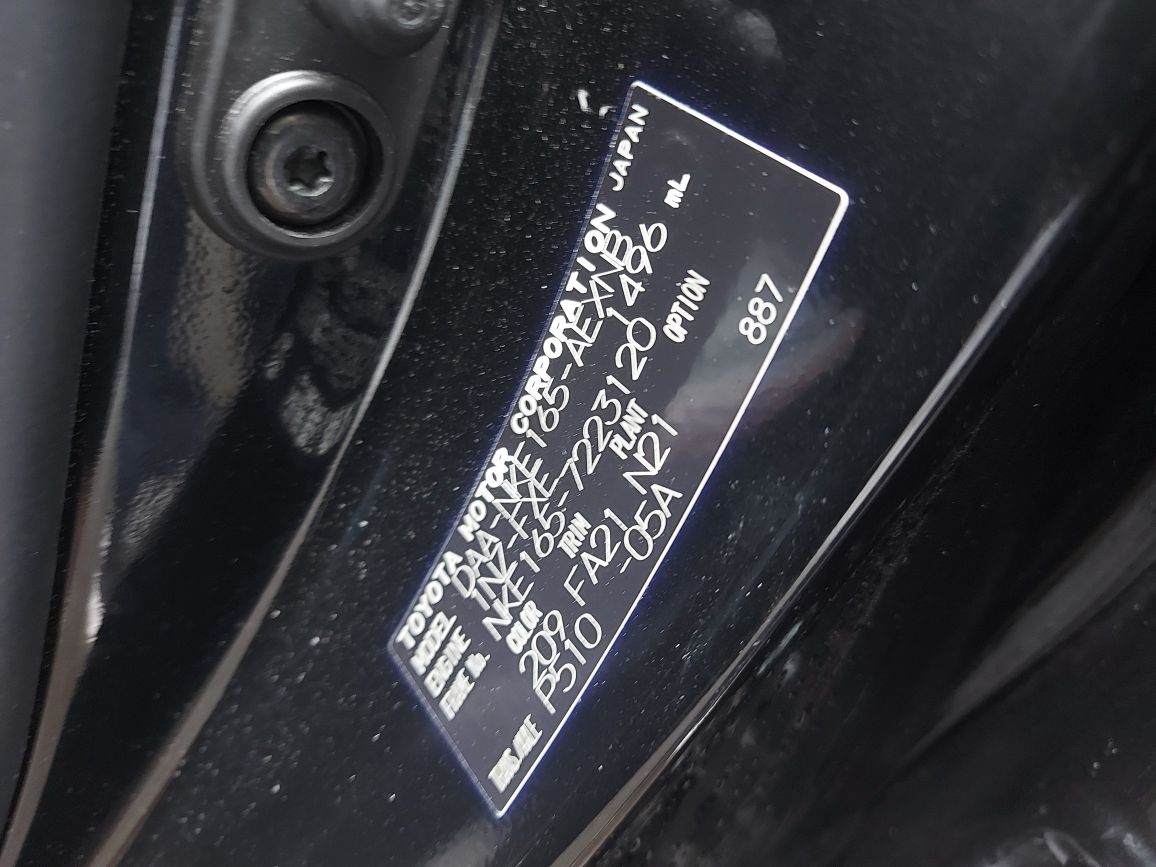 TOYOTA MOTOR CORPORATION JAPAN
MODEL DAA-NKE165-AEXNB
ENGINE 1NZ-FXE 1496 mL
FRAME No. NKE165-7223120
COLOR TRIM PLANT OPTION
209 FA21 N21 887
TRANS/AXLE P510 -05A